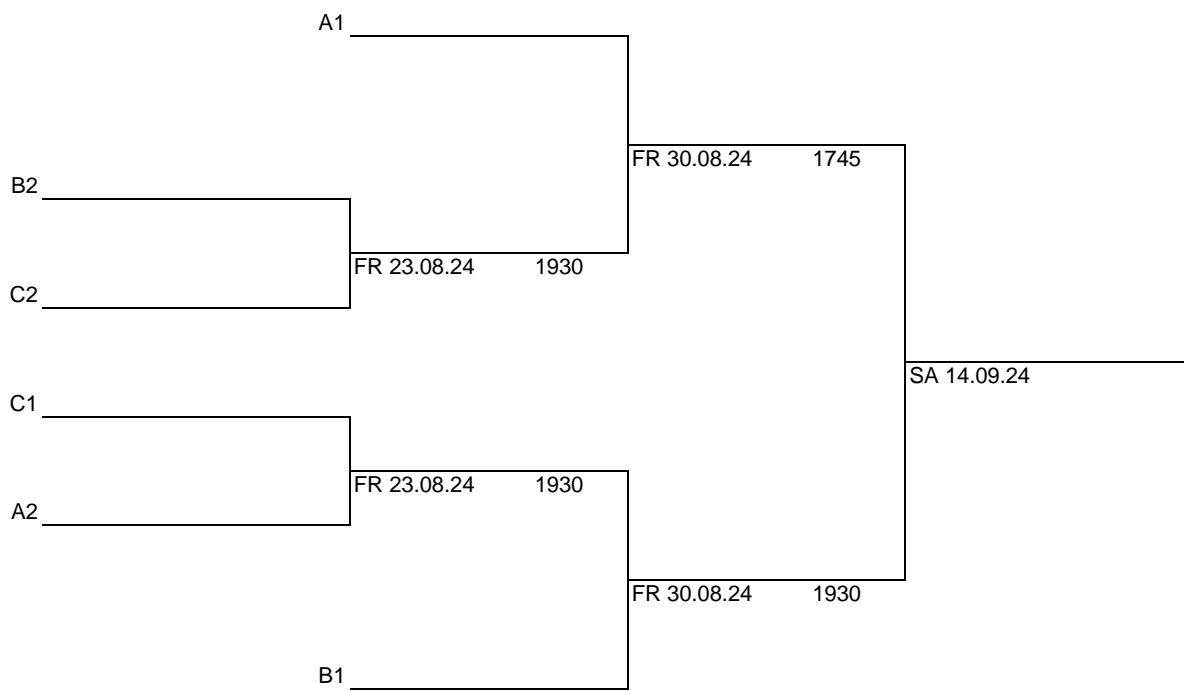 A1
FR 30.08.24 1745
B2
FR 23.08.24 1930
C2
SA 14.09.24
C1
FR 23.08.24 1930
A2
FR 30.08.24 1930
B1